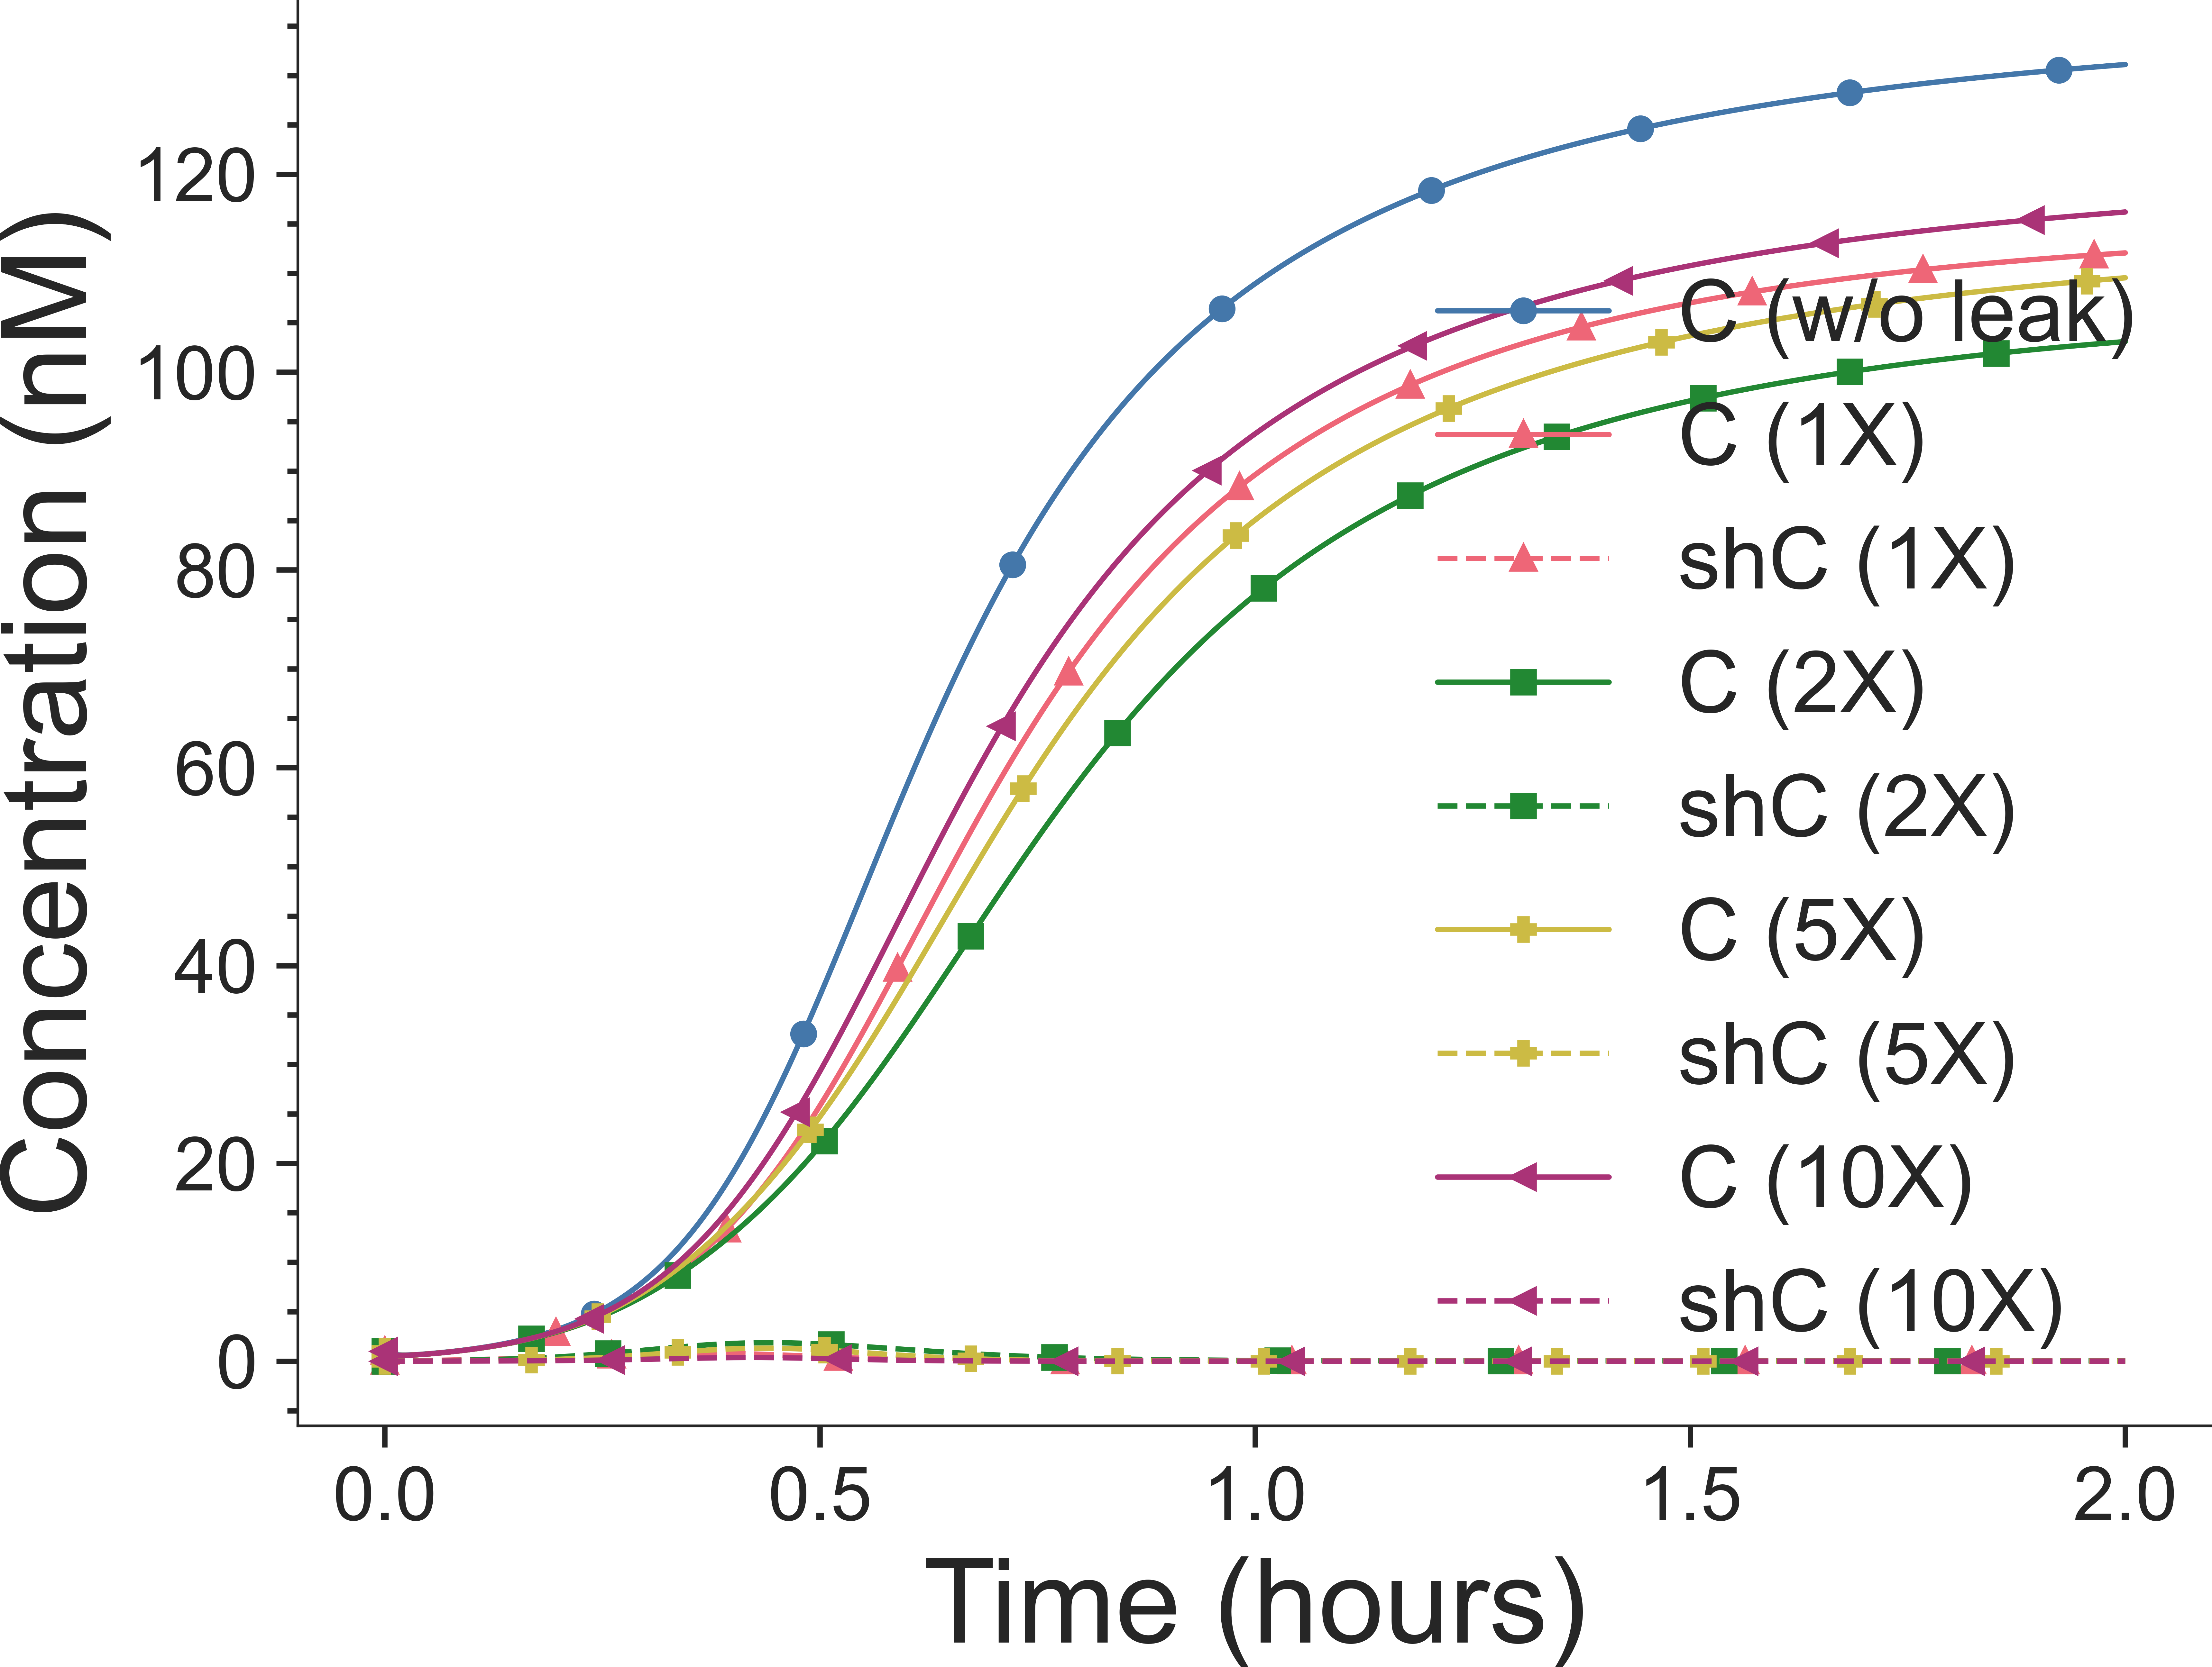 Concentration (nM)
120
100
80
60
40
20
0
C (w/o leak)
C (1X)
shC (1X)
C (2X)
shC (2X)
C (5X)
shC (5X)
C (10X)
shC (10X)
0.0 0.5 1.0 1.5 2.0
Time (hours)